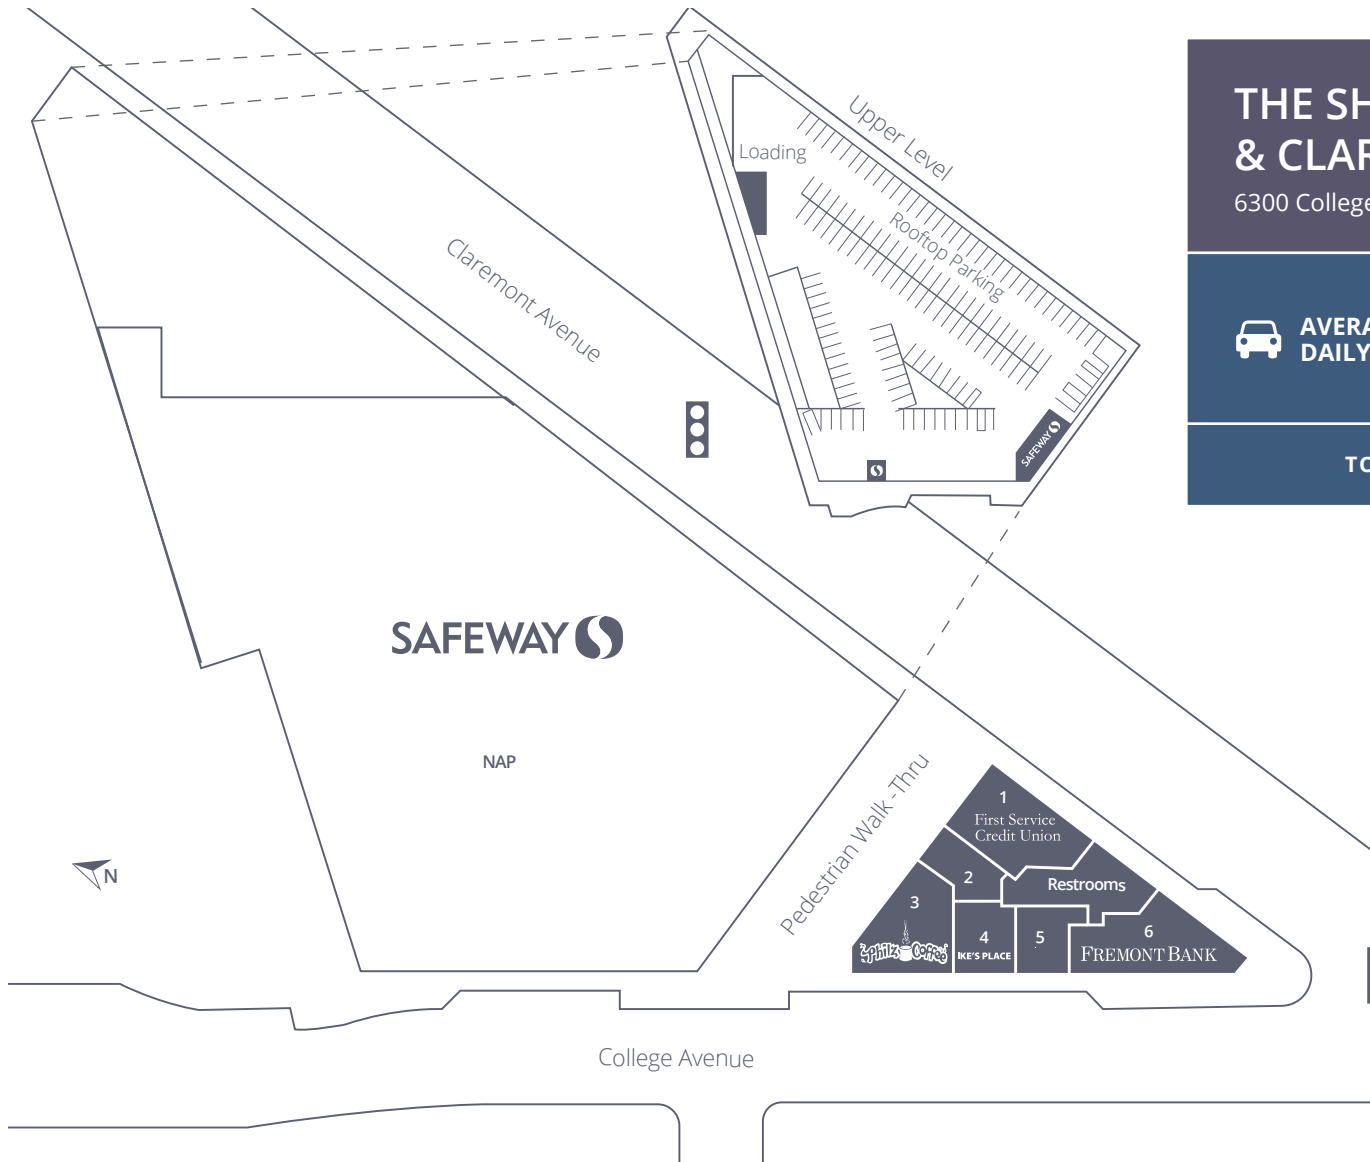 THE SH
& CLAR
6300 College
AVERA
DAILY
TO
Upper Level
Loading
Rooftop Parking
SAFEWAY
Claremont Avenue
SAFEWAY
NAP
N
Pedestrian Walk -Thru
1
First Service
Credit Union
2
Restrooms
3
Philz Coffee
4
IKE'S PLACE
5
6
FREMONT BANK
College Avenue